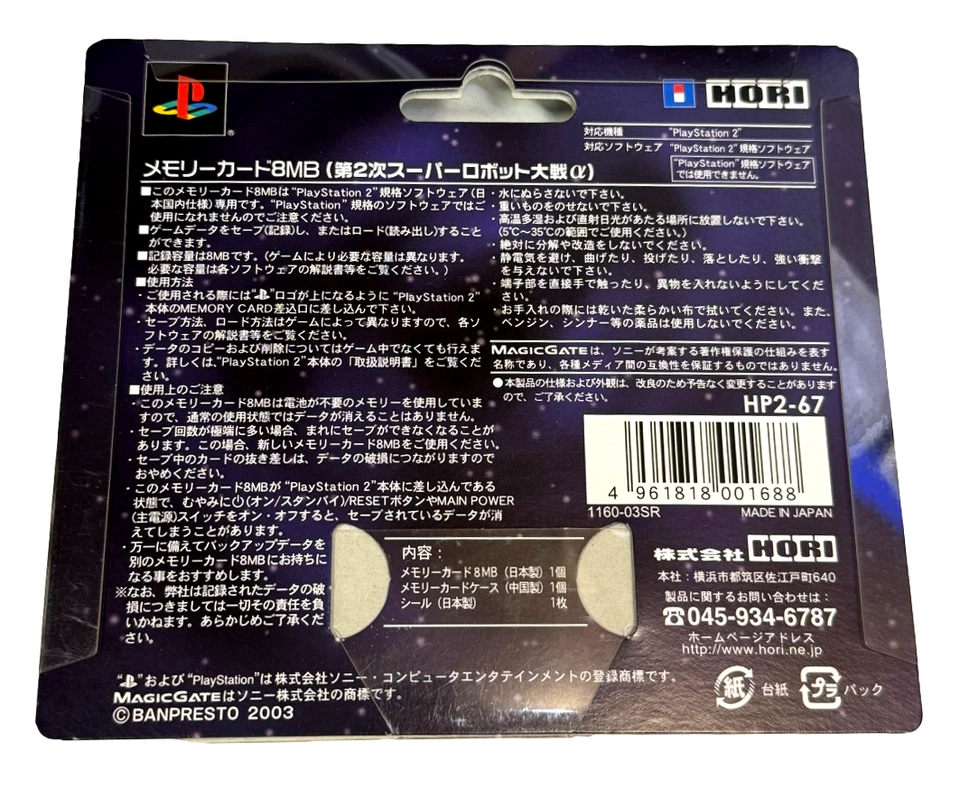 HORI
対応機種 "PlayStation 2"
対応ソフトウェア "PlayStation 2" 規格ソフトウェア
"PlayStation" 規格ソフトウェア
では使用できません。
メモリーカード8MB (第2次スーパーロボット大戦α)
■このメモリーカード8MBは"PlayStation 2"規格ソフトウェア(日
本国内仕様)専用です。"PlayStation" 規格のソフトウェアではご
使用になれませんのでご注意ください。
■ゲームデータをセーブ(記録)し、またはロード(読み出し)すること
ができます。
■記録容量は8MBです。(ゲームにより必要な容量は異なります。
必要な容量は各ソフトウェアの解説書等をご覧ください。)
■使用方法
・ご使用される際には" "ロゴが上になるように "PlayStation 2"
本体のMEMORY CARD差込口に差し込んで下さい。
・セーブ方法、ロード方法はゲームによって異なりますので、各ソ
フトウェアの解説書等をご覧ください。
・データのコピーおよび削除についてはゲーム中でなくても行えま
す。詳しくは、"PlayStation 2"本体の「取扱説明書」をご覧くだ
さい。
■使用上のご注意
・このメモリーカード8MBは電池が不要のメモリーを使用していま
すので、通常の使用状態ではデータが消えることはありません。
・セーブ回数が極端に多い場合、まれにセーブができなくなることが
あります。この場合、新しいメモリーカード8MBをご使用ください。
・セーブ中のカードの抜き差しは、データの破損につながりますので
おやめください。
・このメモリーカード8MBが "PlayStation 2"本体に差し込んである
状態で、むやみに⏻(オン/スタンバイ)/RESETボタンやMAIN POWER
(主電源)スイッチをオン・オフすると、セーブされているデータが消
えてしまうことがあります。
・万一に備えてバックアップデータを
別のメモリーカード8MBにお持ちに
なる事をおすすめします。
※なお、弊社は記録されたデータの破
損につきましては一切その責任を負
いかねます。あらかじめご了承くだ
さい。
・水にぬらさないで下さい。
・重いものをのせないで下さい。
・高温多湿および直射日光があたる場所に放置しないで下さい。
(5℃~35℃の範囲でご使用ください。)
・絶対に分解や改造をしないでください。
・静電気を避け、曲げたり、投げたり、落としたり、強い衝撃
を与えないで下さい。
・端子部を直接手で触ったり、異物を入れないようにしてくだ
さい。
・お手入れの際には乾いた柔らかい布で拭いてください。また、
ベンジン、シンナー等の薬品は使用しないでください。
MAGICGATEは、ソニーが考案する著作権保護の仕組みを表す
名称であり、各種メディア間の互換性を保証するものではありません。
●本製品の仕様および外観は、改良のため予告なく変更することがあります
ので、ご了承ください。
HP2-67
4 961818 001688
1160-03SR MADE IN JAPAN
内容:
メモリーカード8MB (日本製) 1個
メモリーカードケース (中国製) 1個
シール (日本製) 1枚
株式会社 HORI
本社:横浜市都筑区佐江戸町640
製品に関するお問い合わせは:
☎045-934-6787
ホームページアドレス
http://www.hori.ne.jp
紙 台紙 プラ パック
" "および "PlayStation"は株式会社ソニー・コンピュータエンタテインメントの登録商標です。
MAGICGATEはソニー株式会社の商標です。
©BANPRESTO 2003